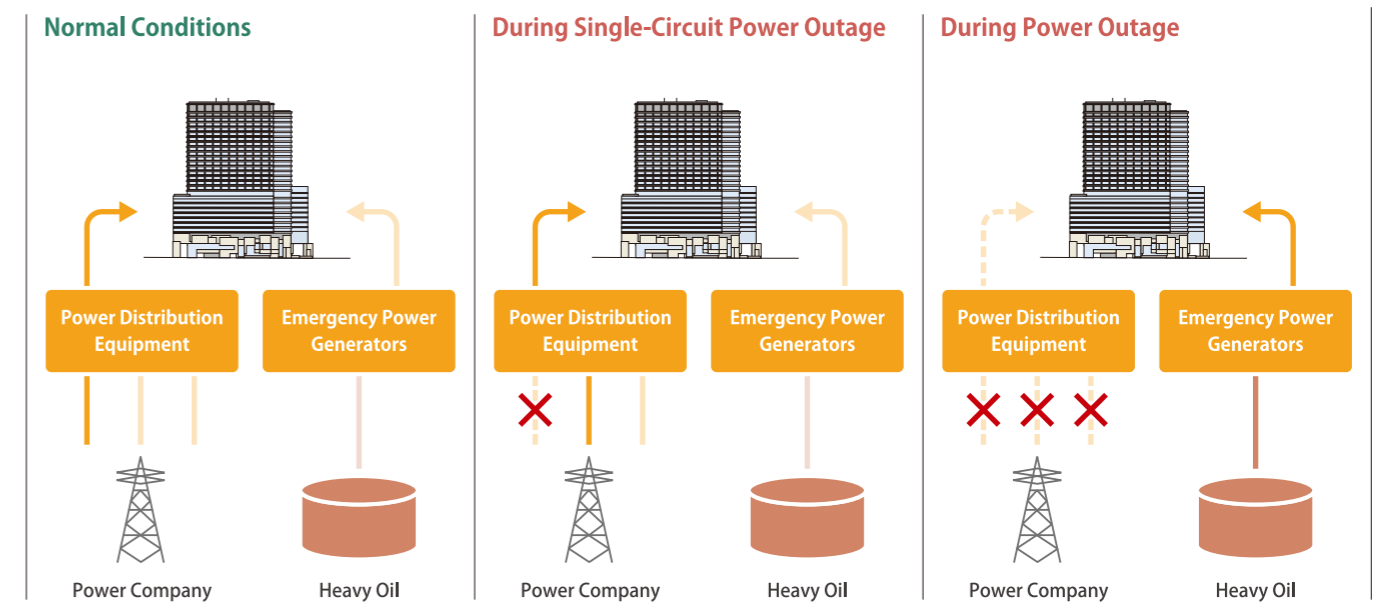 Normal Conditions
Power Distribution
Equipment
Emergency Power
Generators
Power Company
Heavy Oil
During Single-Circuit Power Outage
Power Distribution
Equipment
Emergency Power
Generators
Power Company
Heavy Oil
During Power Outage
Power Distribution
Equipment
Emergency Power
Generators
Power Company
Heavy Oil